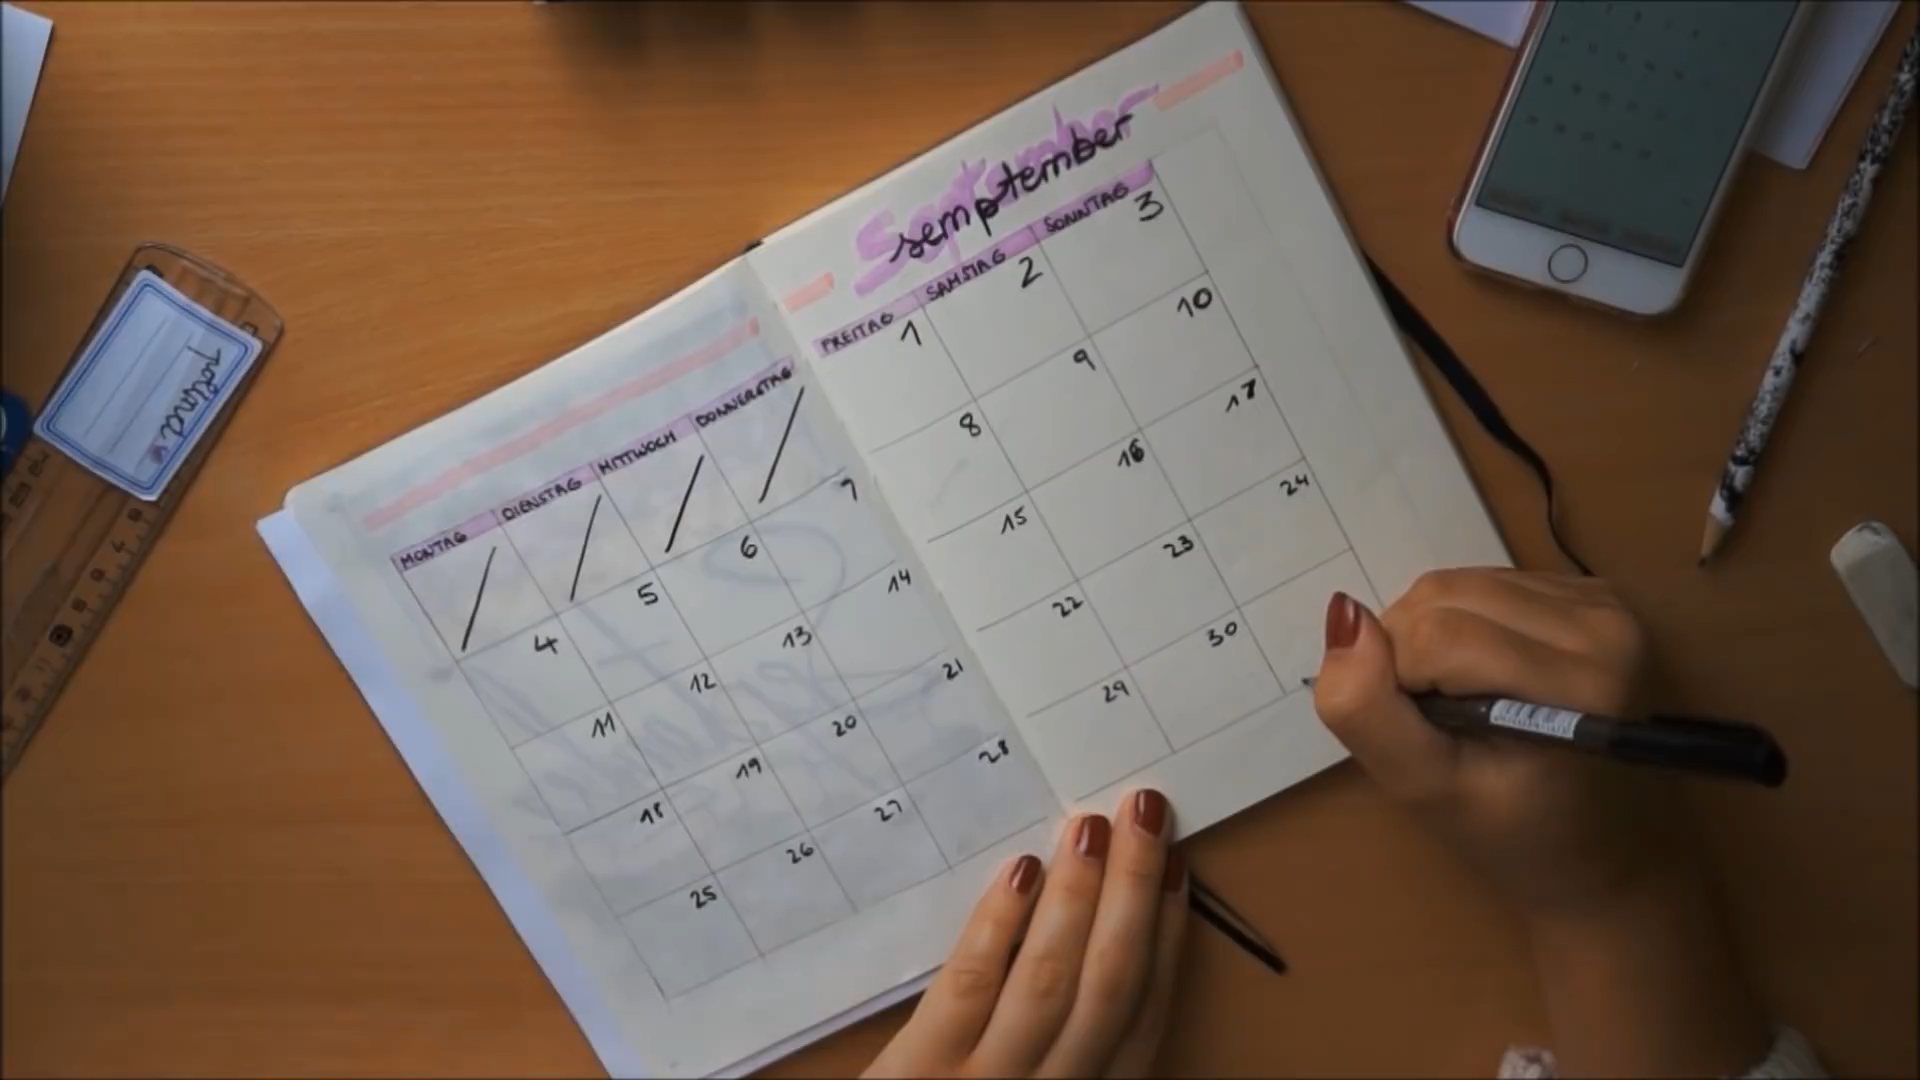 September
semptember
MONTAG DIENSTAG MITTWOCH DONNERSTAG FREITAG SAMSTAG SONNTAG
1 2 3
4 5 6 7 8 9 10
11 12 13 14 15 16 17
18 19 20 21 22 23 24
25 26 27 28 29 30